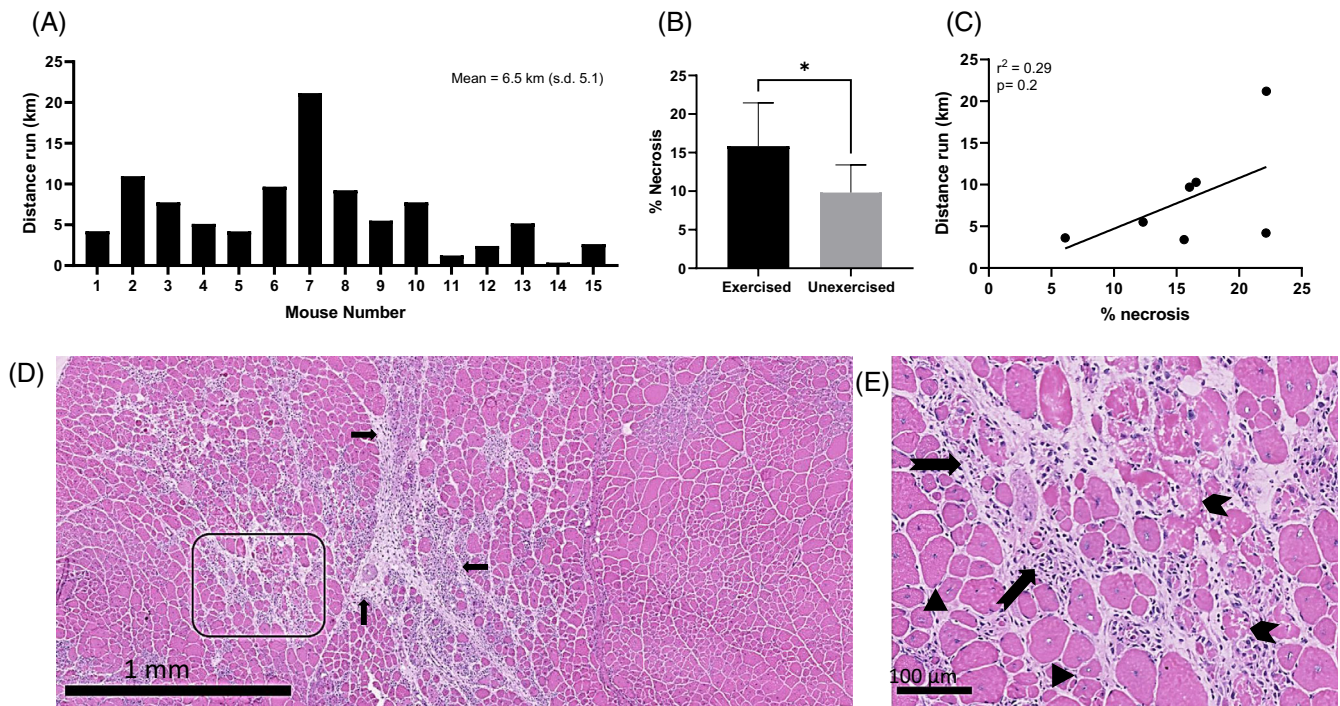 (A)
25
20
15
10
5
0
Distance run (km)
Mean = 6.5 km (s.d. 5.1)
1 2 3 4 5 6 7 8 9 10 11 12 13 14 15
Mouse Number
(B)
25
20
15
10
5
0
% Necrosis
*
Exercised Unexercised
(C)
r² = 0.29
p= 0.2
25
20
15
10
5
0
Distance run (km)
0 5 10 15 20 25
% necrosis
(D)
1 mm
(E)
100 µm